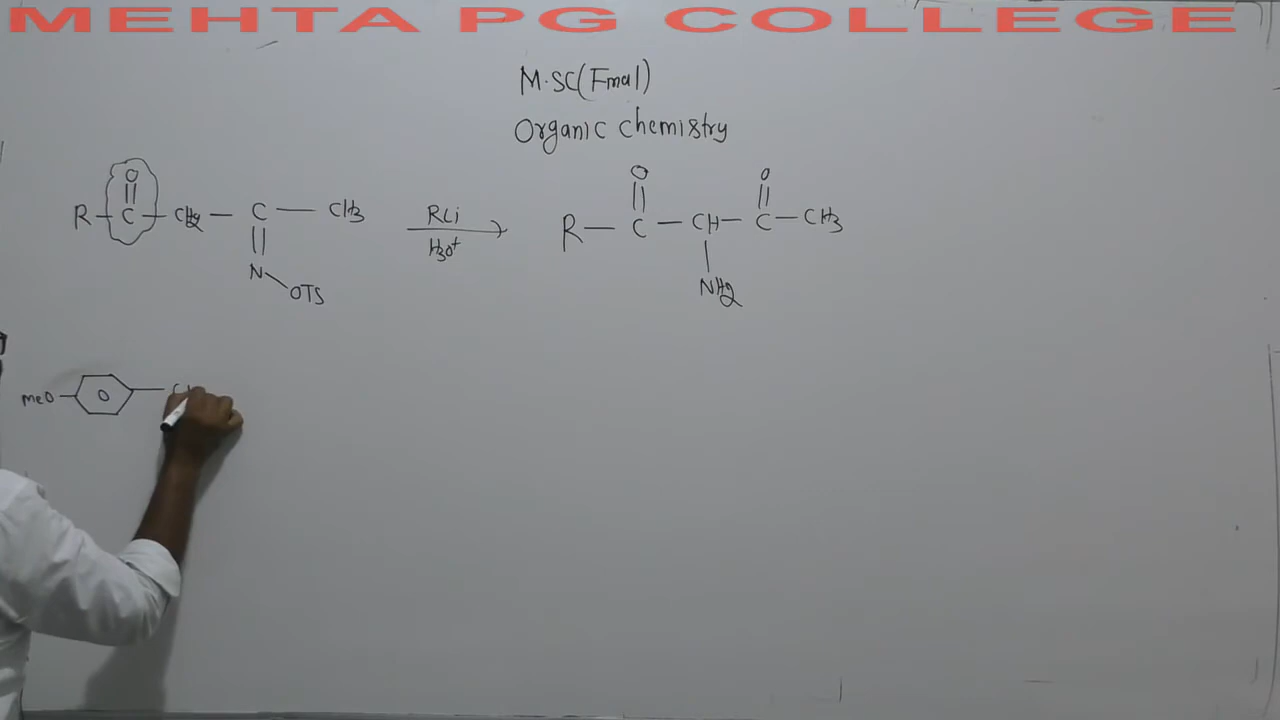 MEHTA PG COLLEGE
M.SC(Final)
Organic chemistry
O O O
R-C-CH2-C-CH3 RLi R-C-CH-C-CH3
H3O+
N NH2
OTS
MeO